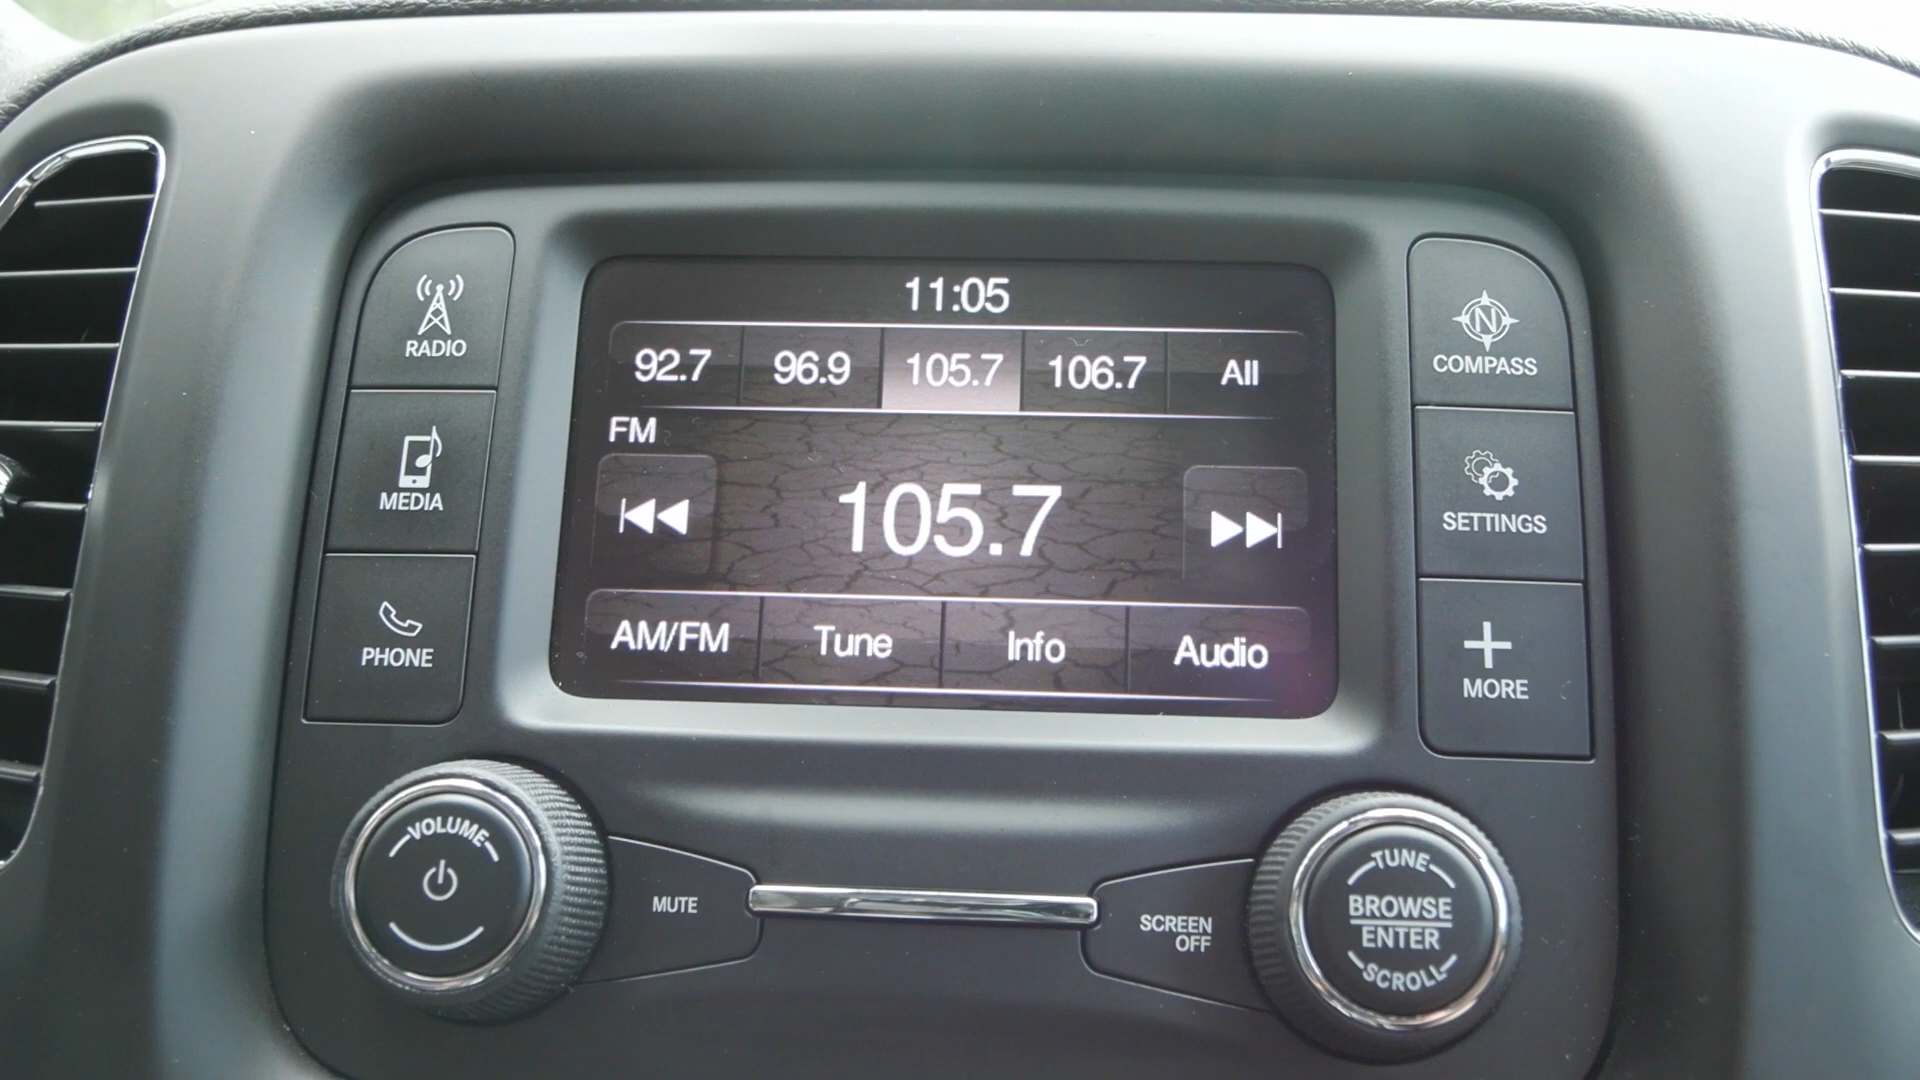 11:05
92.7 96.9 105.7 106.7 All
FM
105.7
AM/FM Tune Info Audio
RADIO
MEDIA
PHONE
N
COMPASS
SETTINGS
MORE
VOLUME
MUTE
SCREEN
OFF
TUNE
BROWSE
ENTER
SCROLL